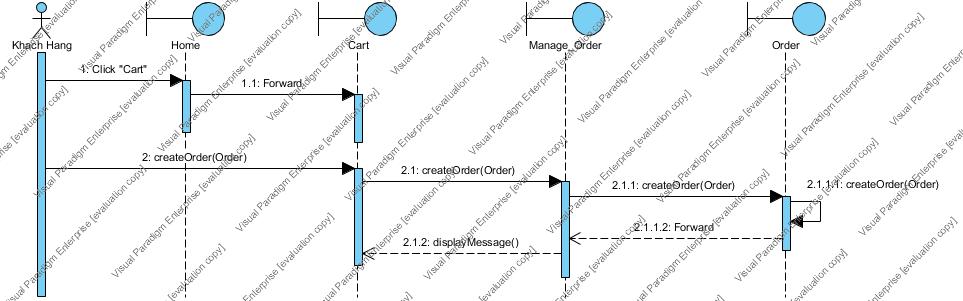 Khach Hang
Home
Cart
Manage_Order
Order
1: Click "Cart"
1.1: Forward
2: createOrder(Order)
2.1: createOrder(Order)
2.1.1: createOrder(Order)
2.1.1.1: createOrder(Order)
2.1.1.2: Forward
2.1.2: displayMessage()
Visual Paradigm Enterprise [evaluation copy]